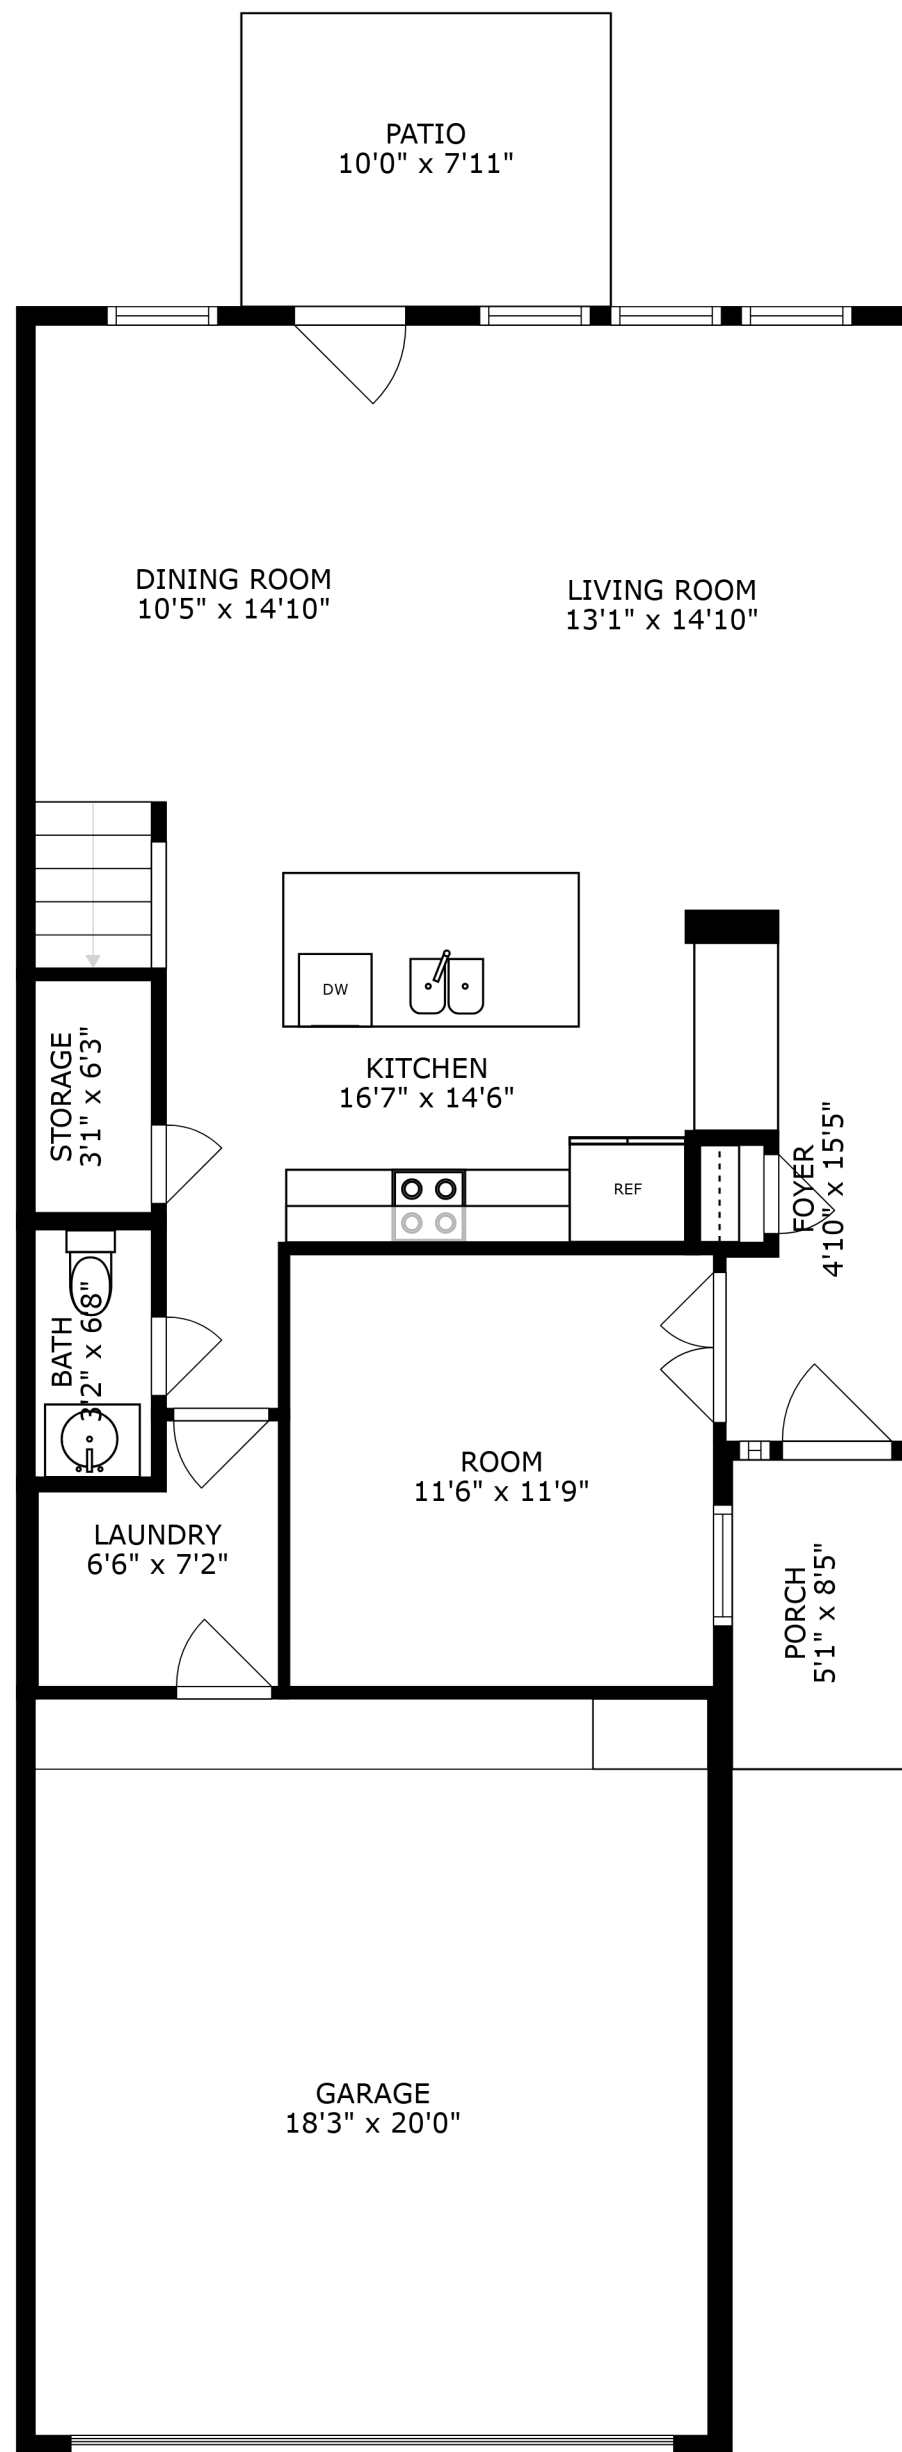 PATIO
10'0" x 7'11"
DINING ROOM
10'5" x 14'10"
LIVING ROOM
13'1" x 14'10"
DW
STORAGE
3'1" x 6'3"
KITCHEN
16'7" x 14'6"
REF
FOYER
4'10" x 15'5"
BATH
3'2" x 6'8"
ROOM
11'6" x 11'9"
LAUNDRY
6'6" x 7'2"
PORCH
5'1" x 8'5"
GARAGE
18'3" x 20'0"